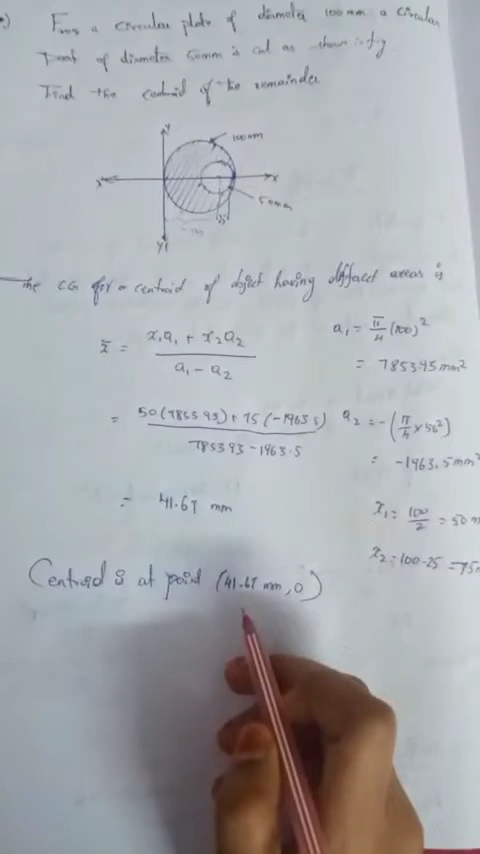 From a circular plate of diameter 100 mm a circular
part of diameter 50mm is cut as shown in fig
Find the centroid of the remainder
Y
100mm
X
X
50mm
Y1
the CG for a centroid of object having diffrect areas is
x̄ = x₁a₁ + x₂a₂ / a₁ - a₂
a₁ = π/4 (100)²
= 7853.95 mm²
= 50(7853 93) + 75(-1963 5) / 7853 93 - 1963.5
a₂ = -(π/4 × 50²)
= -1963.5 mm²
= 41.67 mm
x₁ = 100/2 = 50
x₂ = 100-25 = 75
Centroid is at point (41.67 mm, 0)